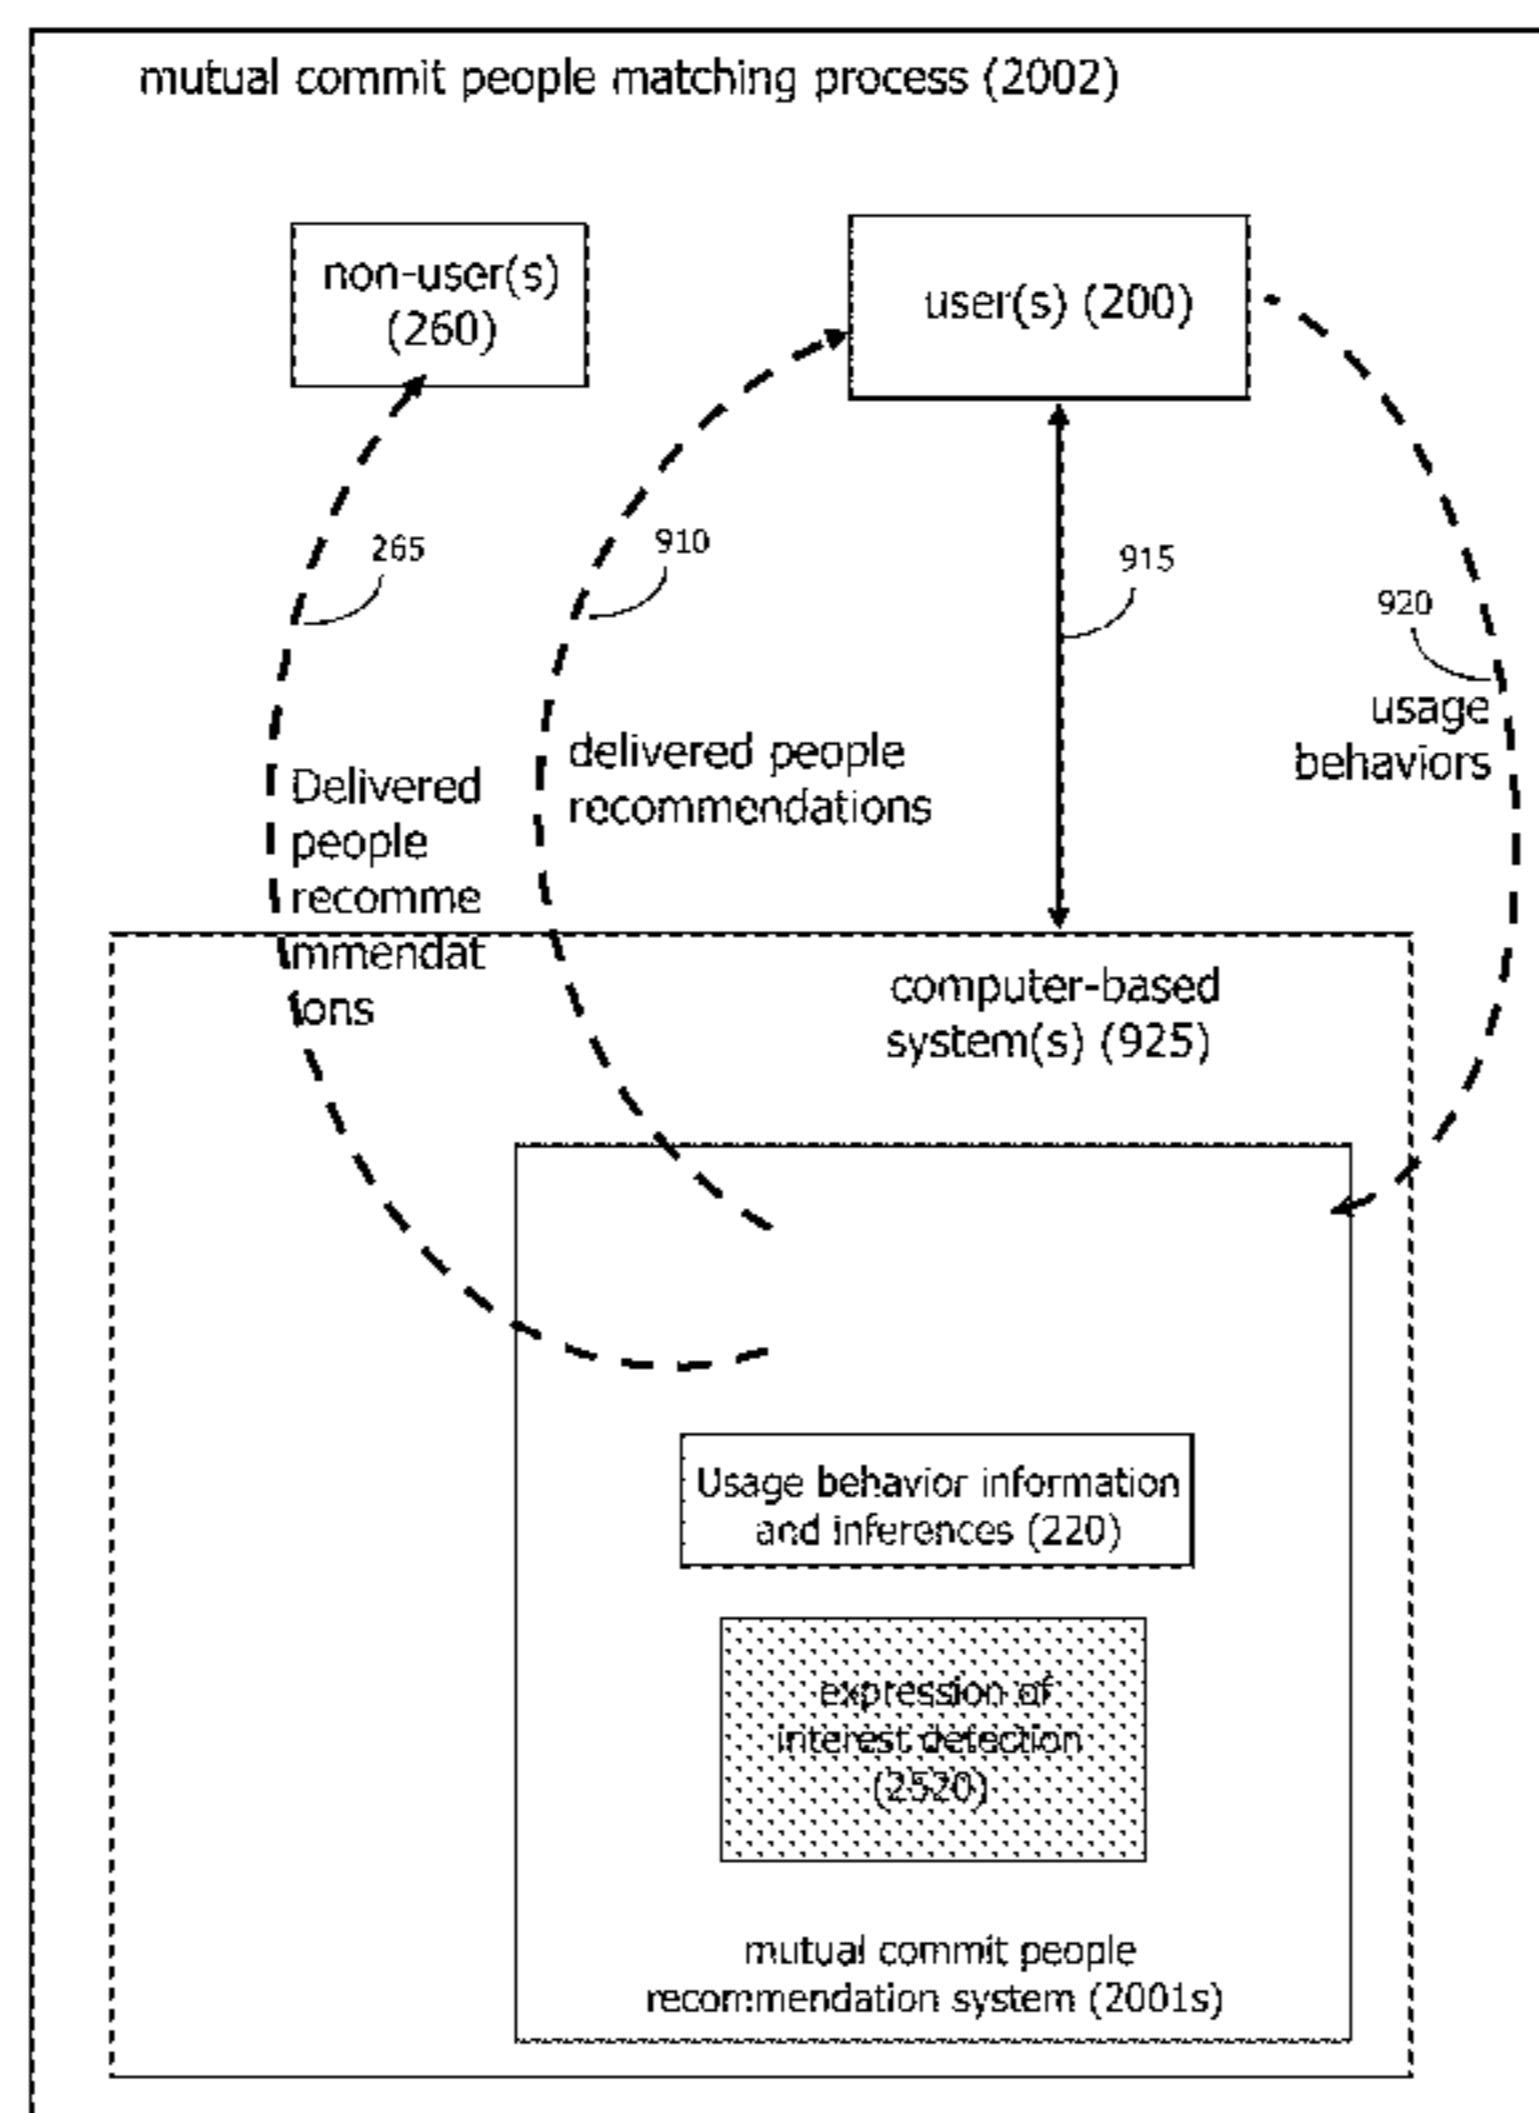 mutual commit people matching process (2002)
non-user(s)
(260)
user(s) (200)
265
910
915
920
usage
behaviors
delivered people
recommendations
Delivered
people
recomme
mmendat
ions
computer-based
system(s) (925)
Usage behavior information
and inferences (220)
expression of
interest detection
(2520)
mutual commit people
recommendation system (2001s)